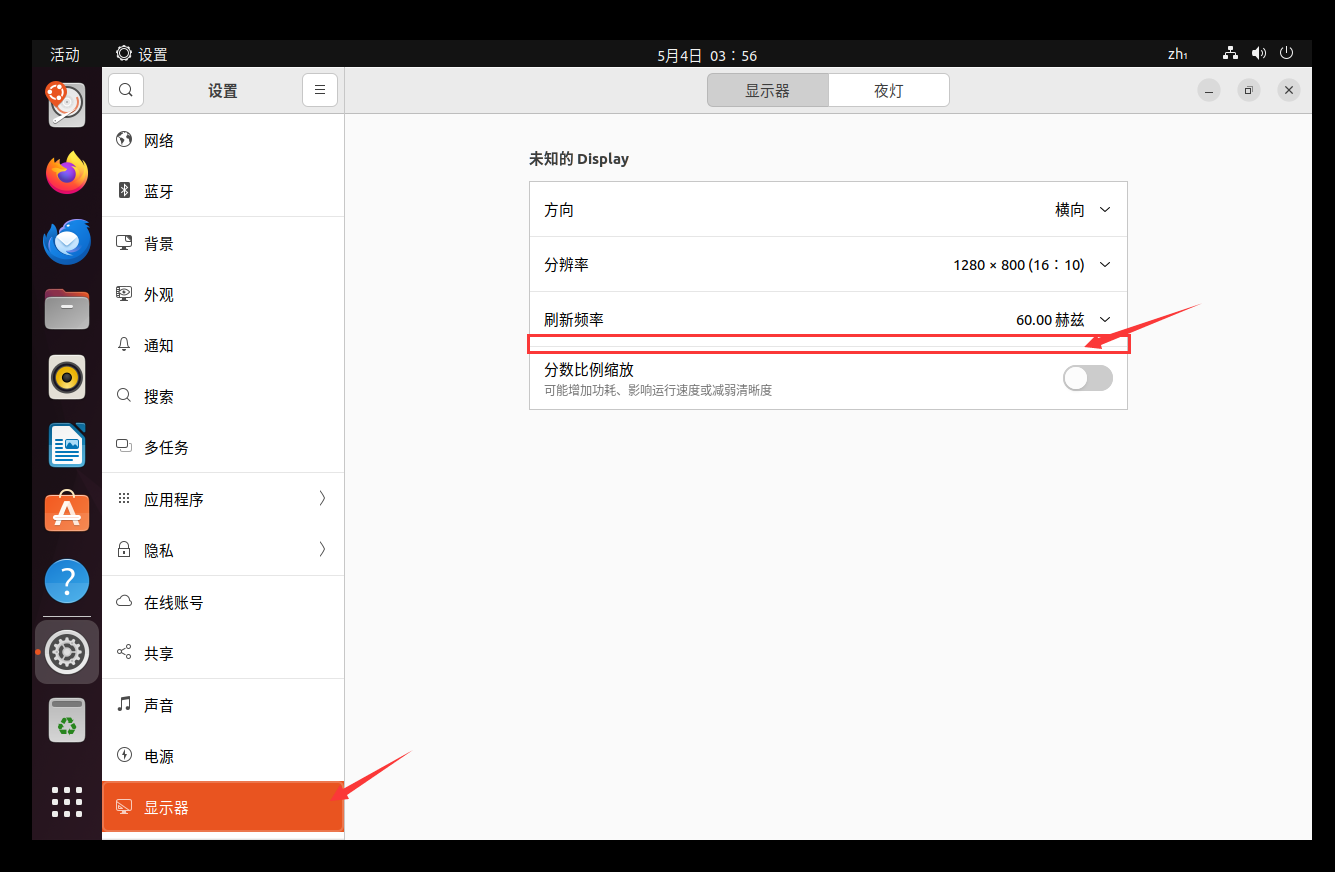 活动 设置 5月4日 03：56 zh₁
设置 显示器 夜灯
网络
蓝牙
背景
外观
通知
搜索
多任务
应用程序
隐私
在线账号
共享
声音
电源
显示器
未知的 Display
方向 横向
分辨率 1280 × 800 (16：10)
刷新频率 60.00 赫兹
分数比例缩放
可能增加功耗、影响运行速度或减弱清晰度